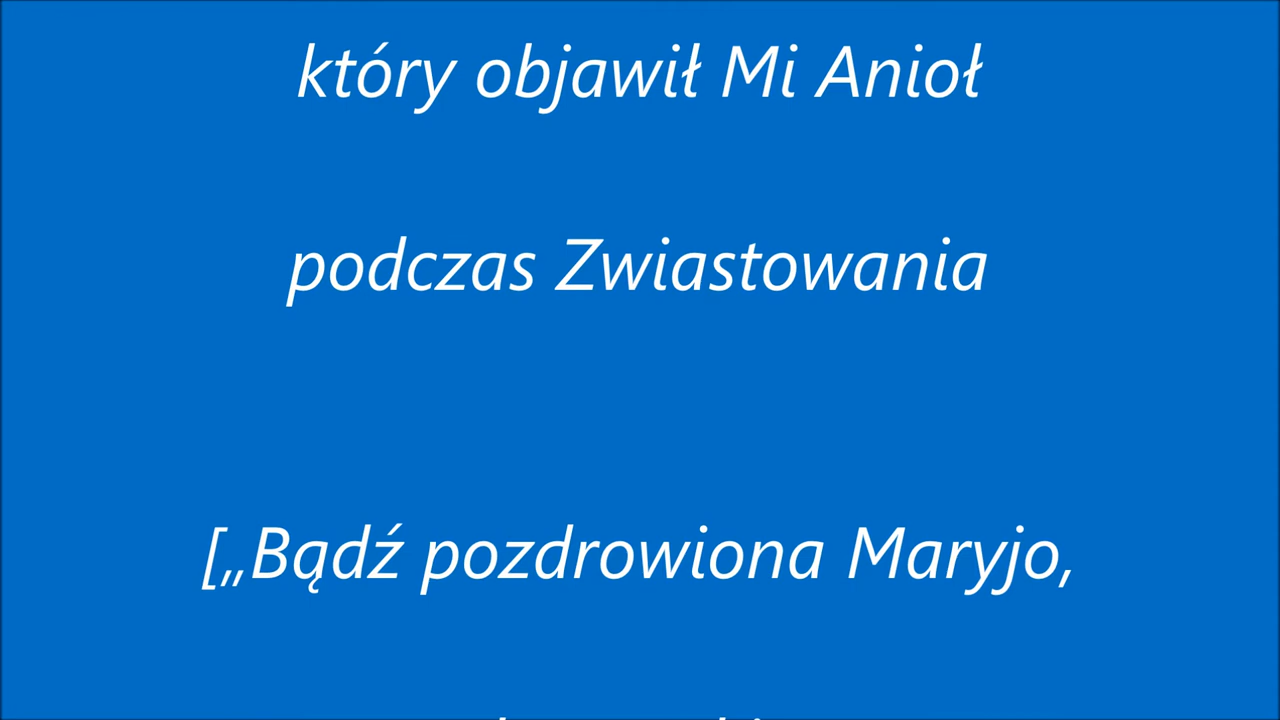 który objawił Mi Anioł
podczas Zwiastowania
[„Bądź pozdrowiona Maryjo,